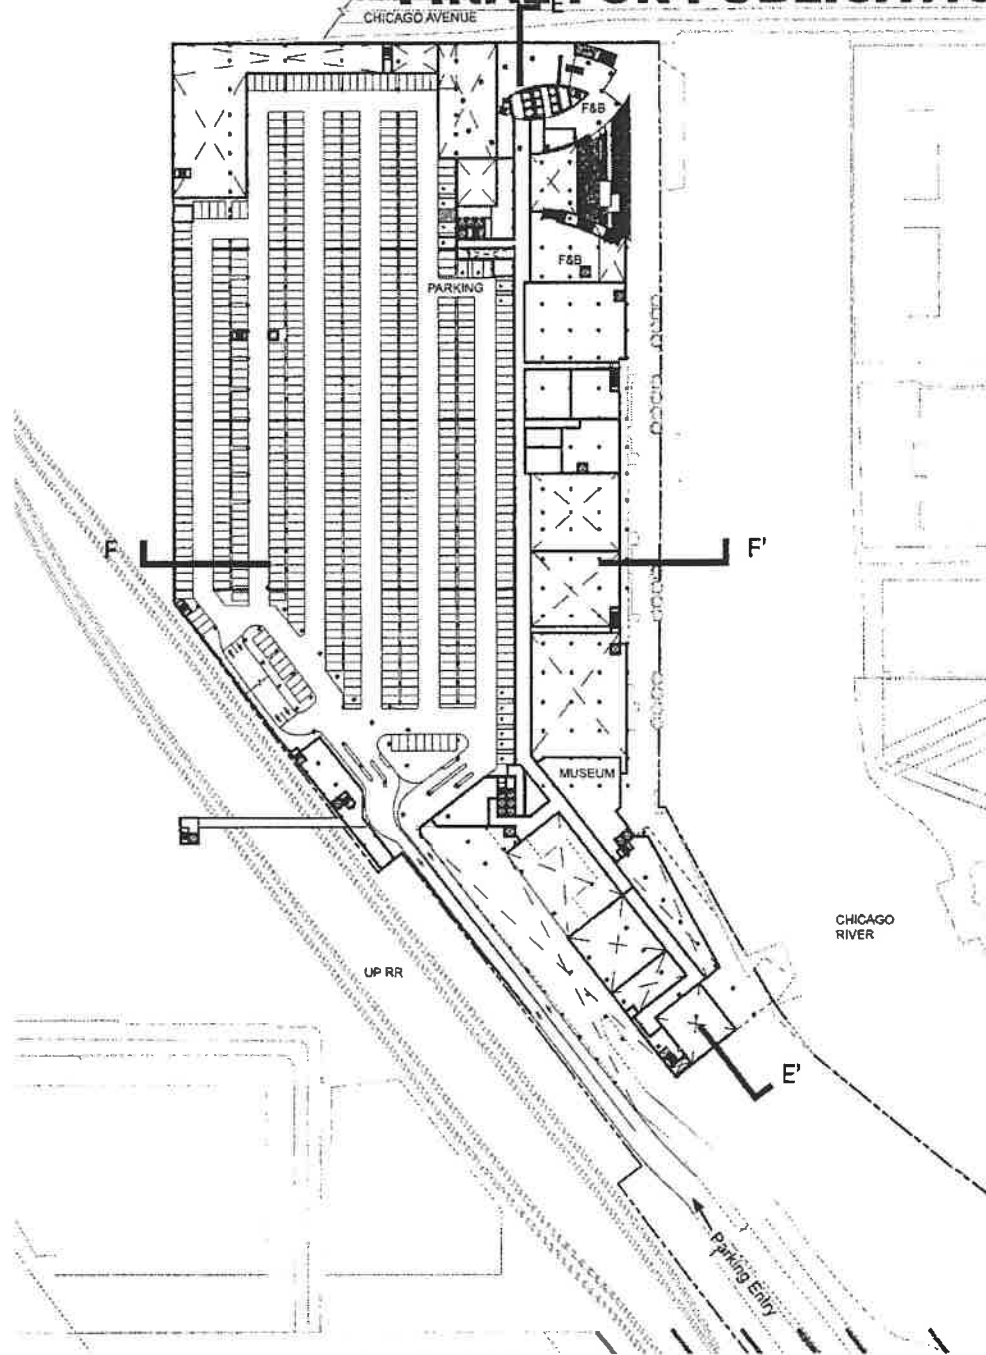 CHICAGO AVENUE
E
F&B
F&B
PARKING
F
F'
MUSEUM
CHICAGO
RIVER
UP RR
E'
Parking Entry